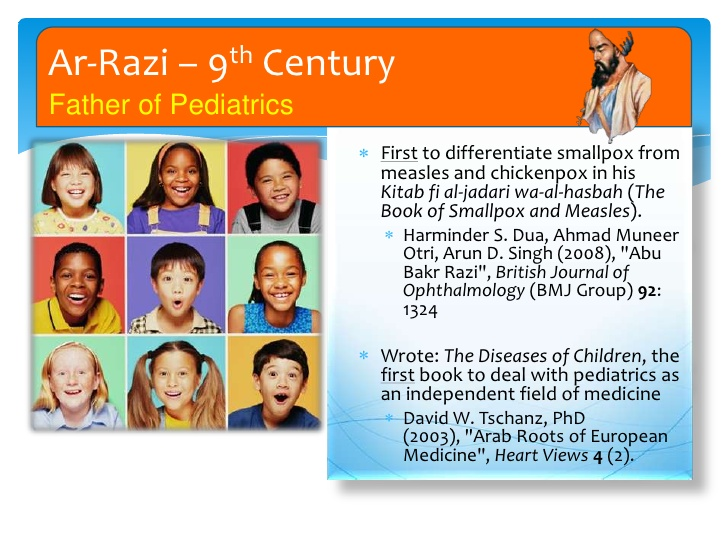 Ar-Razi – 9th Century
Father of Pediatrics
First to differentiate smallpox from
measles and chickenpox in his
Kitab fi al-jadari wa-al-hasbah (The
Book of Smallpox and Measles).
Harminder S. Dua, Ahmad Muneer
Otri, Arun D. Singh (2008), "Abu
Bakr Razi", British Journal of
Ophthalmology (BMJ Group) 92:
1324
Wrote: The Diseases of Children, the
first book to deal with pediatrics as
an independent field of medicine
David W. Tschanz, PhD
(2003), "Arab Roots of European
Medicine", Heart Views 4 (2).